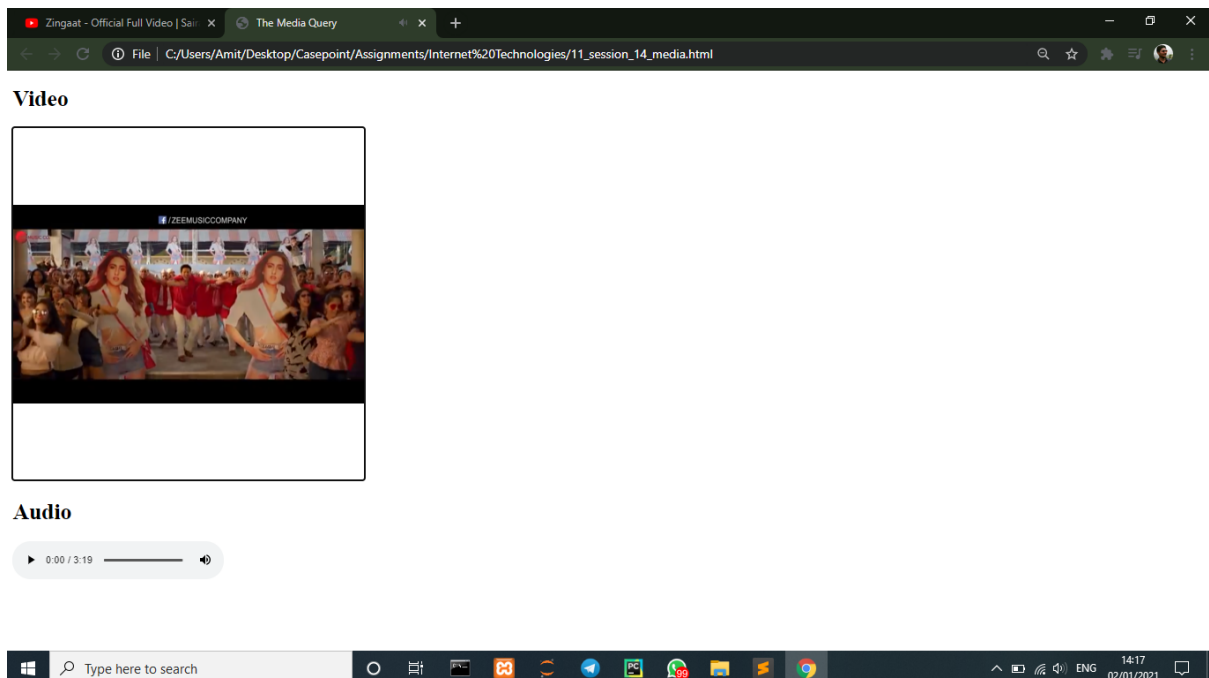 Zingaat - Official Full Video | Sair
The Media Query
File
C:/Users/Amit/Desktop/Casepoint/Assignments/Internet%20Technologies/11_session_14_media.html
Video
f /ZEEMUSICCOMPANY
Audio
0:00 / 3:19
Type here to search
PC
99
ENG
14:17
02/01/2021